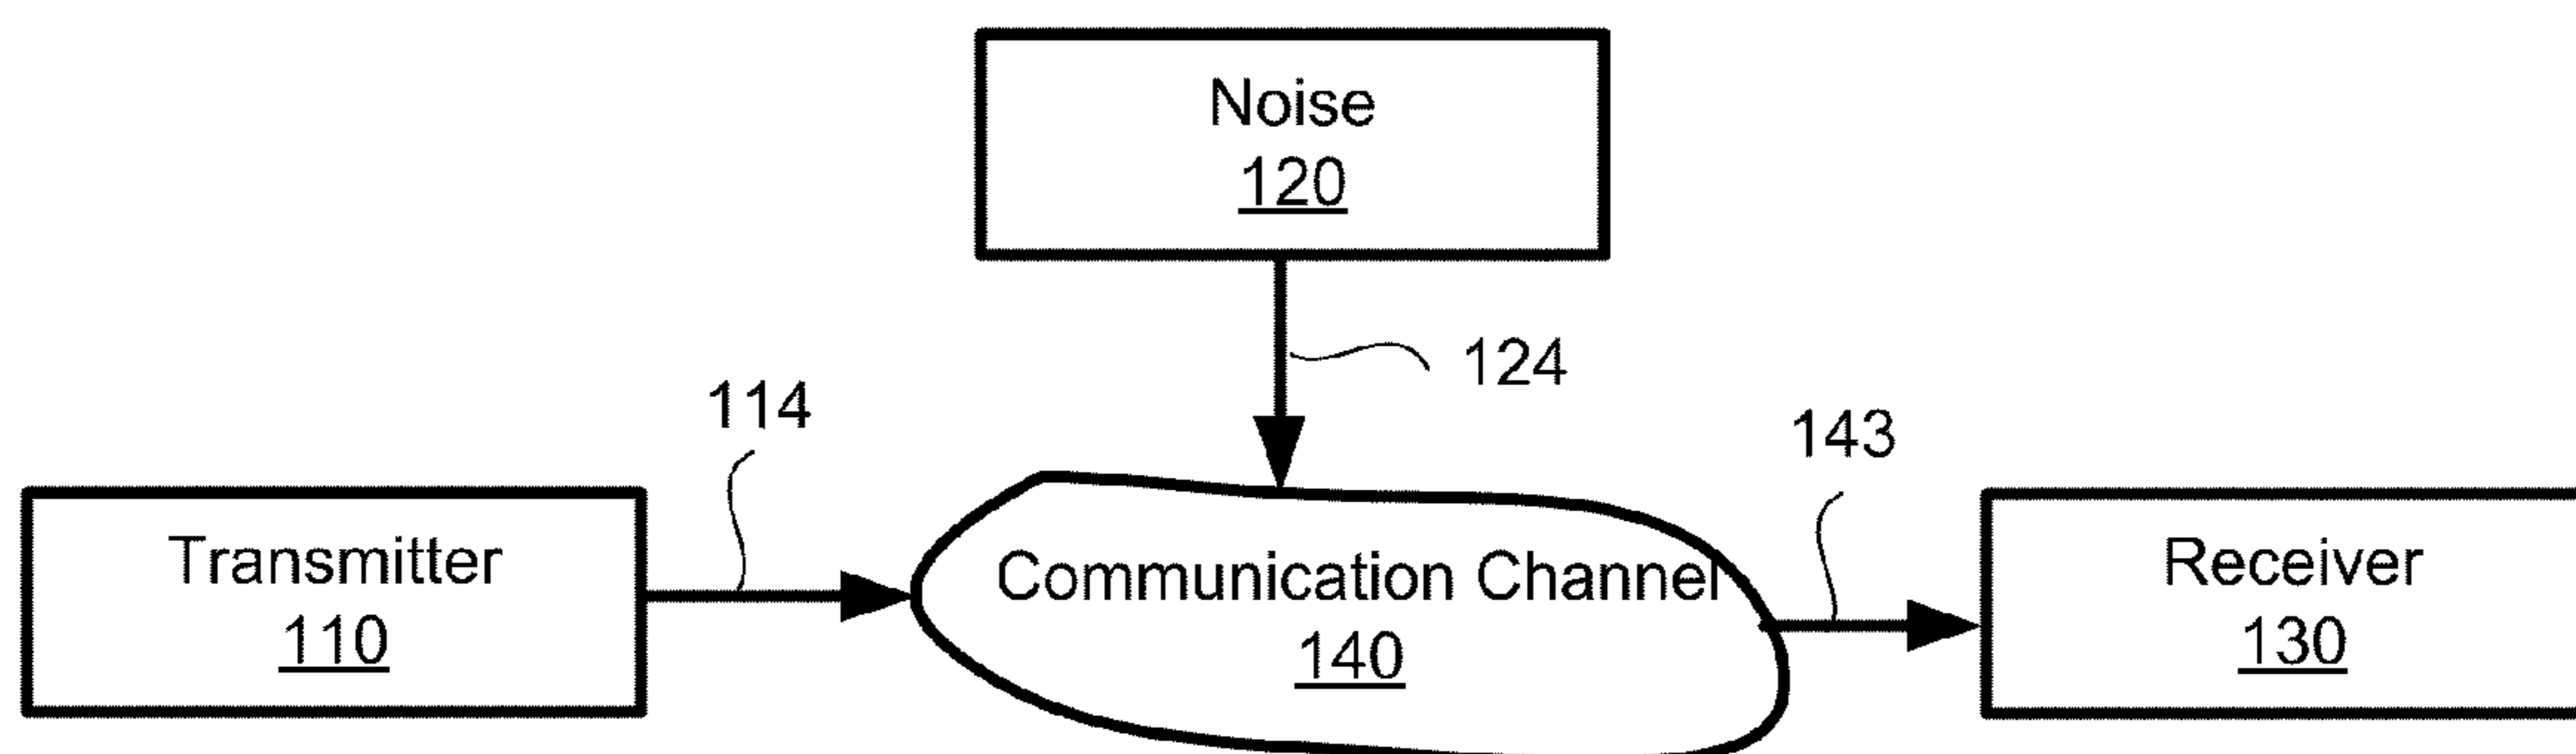 Noise
120
124
114
143
Transmitter
110
Communication Channel
140
Receiver
130